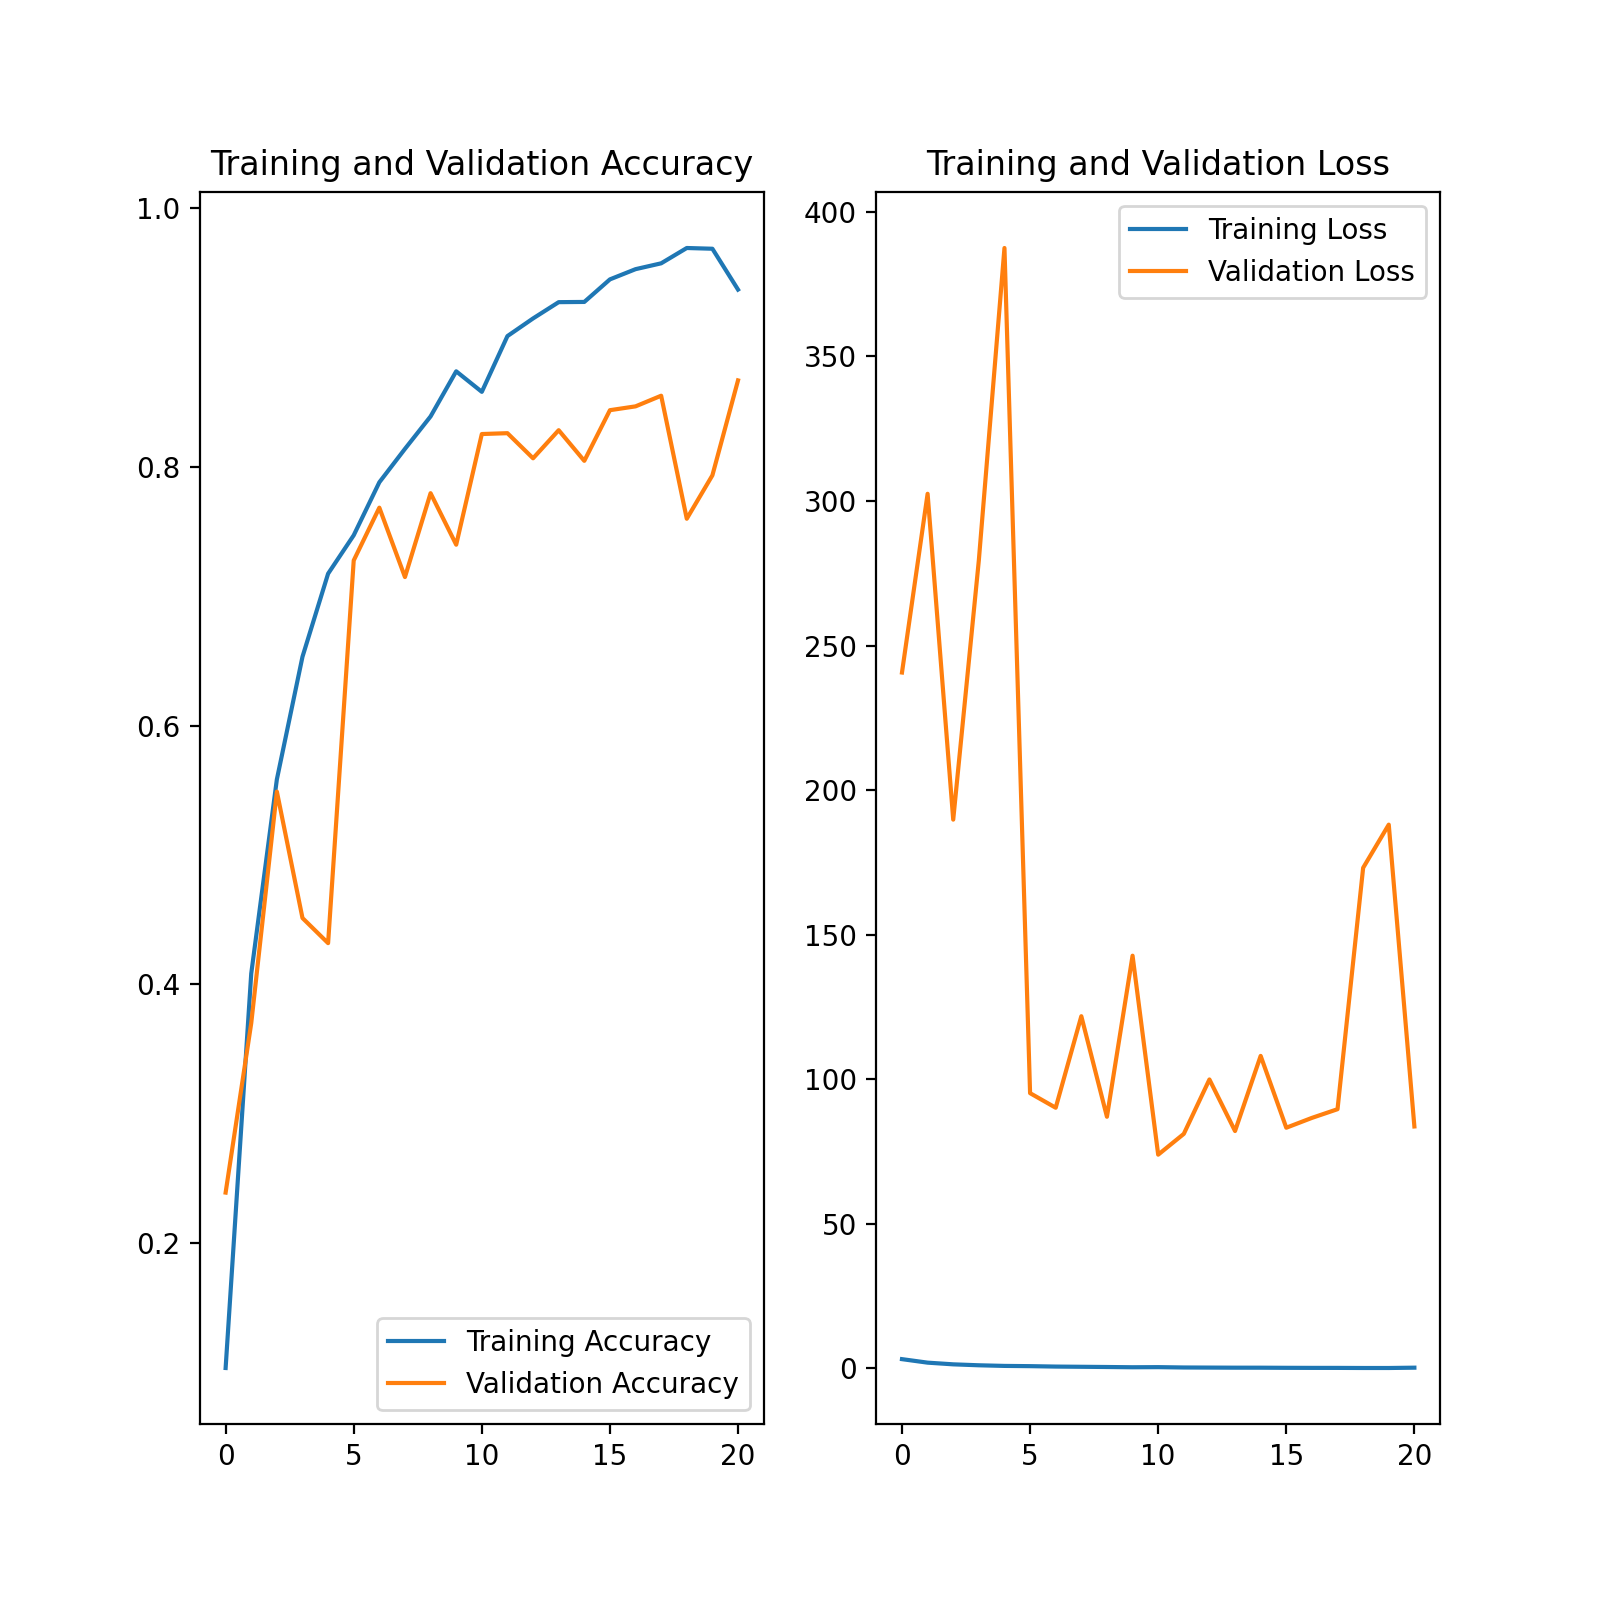 Training and Validation Accuracy
1.0
0.8
0.6
0.4
0.2
0 5 10 15 20
Training Accuracy
Validation Accuracy
Training and Validation Loss
400
350
300
250
200
150
100
50
0
0 5 10 15 20
Training Loss
Validation Loss